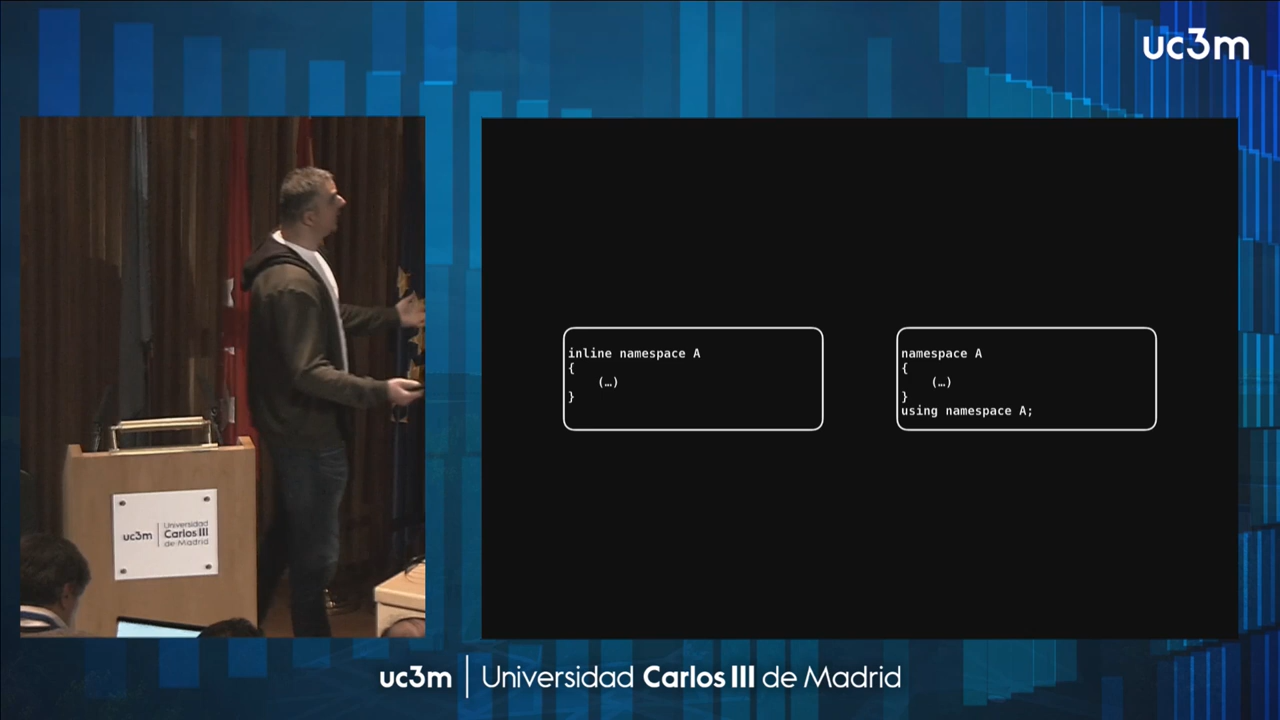 uc3m
inline namespace A
{
(…)
}
namespace A
{
(…)
}
using namespace A;
uc3m
Universidad
Carlos III
de Madrid
uc3m | Universidad Carlos III de Madrid